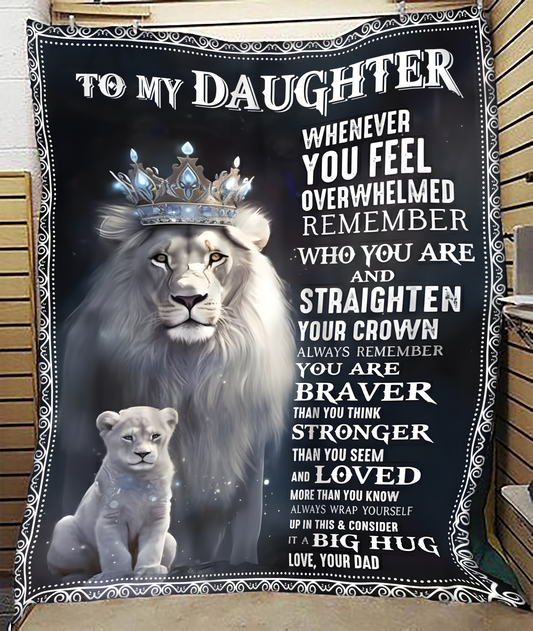 TO MY DAUGHTER
WHENEVER
YOU FEEL
OVERWHELMED
REMEMBER
WHO YOU ARE
AND
STRAIGHTEN
YOUR CROWN
ALWAYS REMEMBER
YOU ARE
BRAVER
THAN YOU THINK
STRONGER
THAN YOU SEEM
AND LOVED
MORE THAN YOU KNOW
ALWAYS WRAP YOURSELF
UP IN THIS & CONSIDER
IT A BIG HUG
LOVE, YOUR DAD